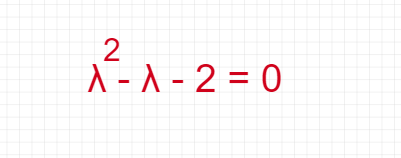 λ² - λ - 2 = 0